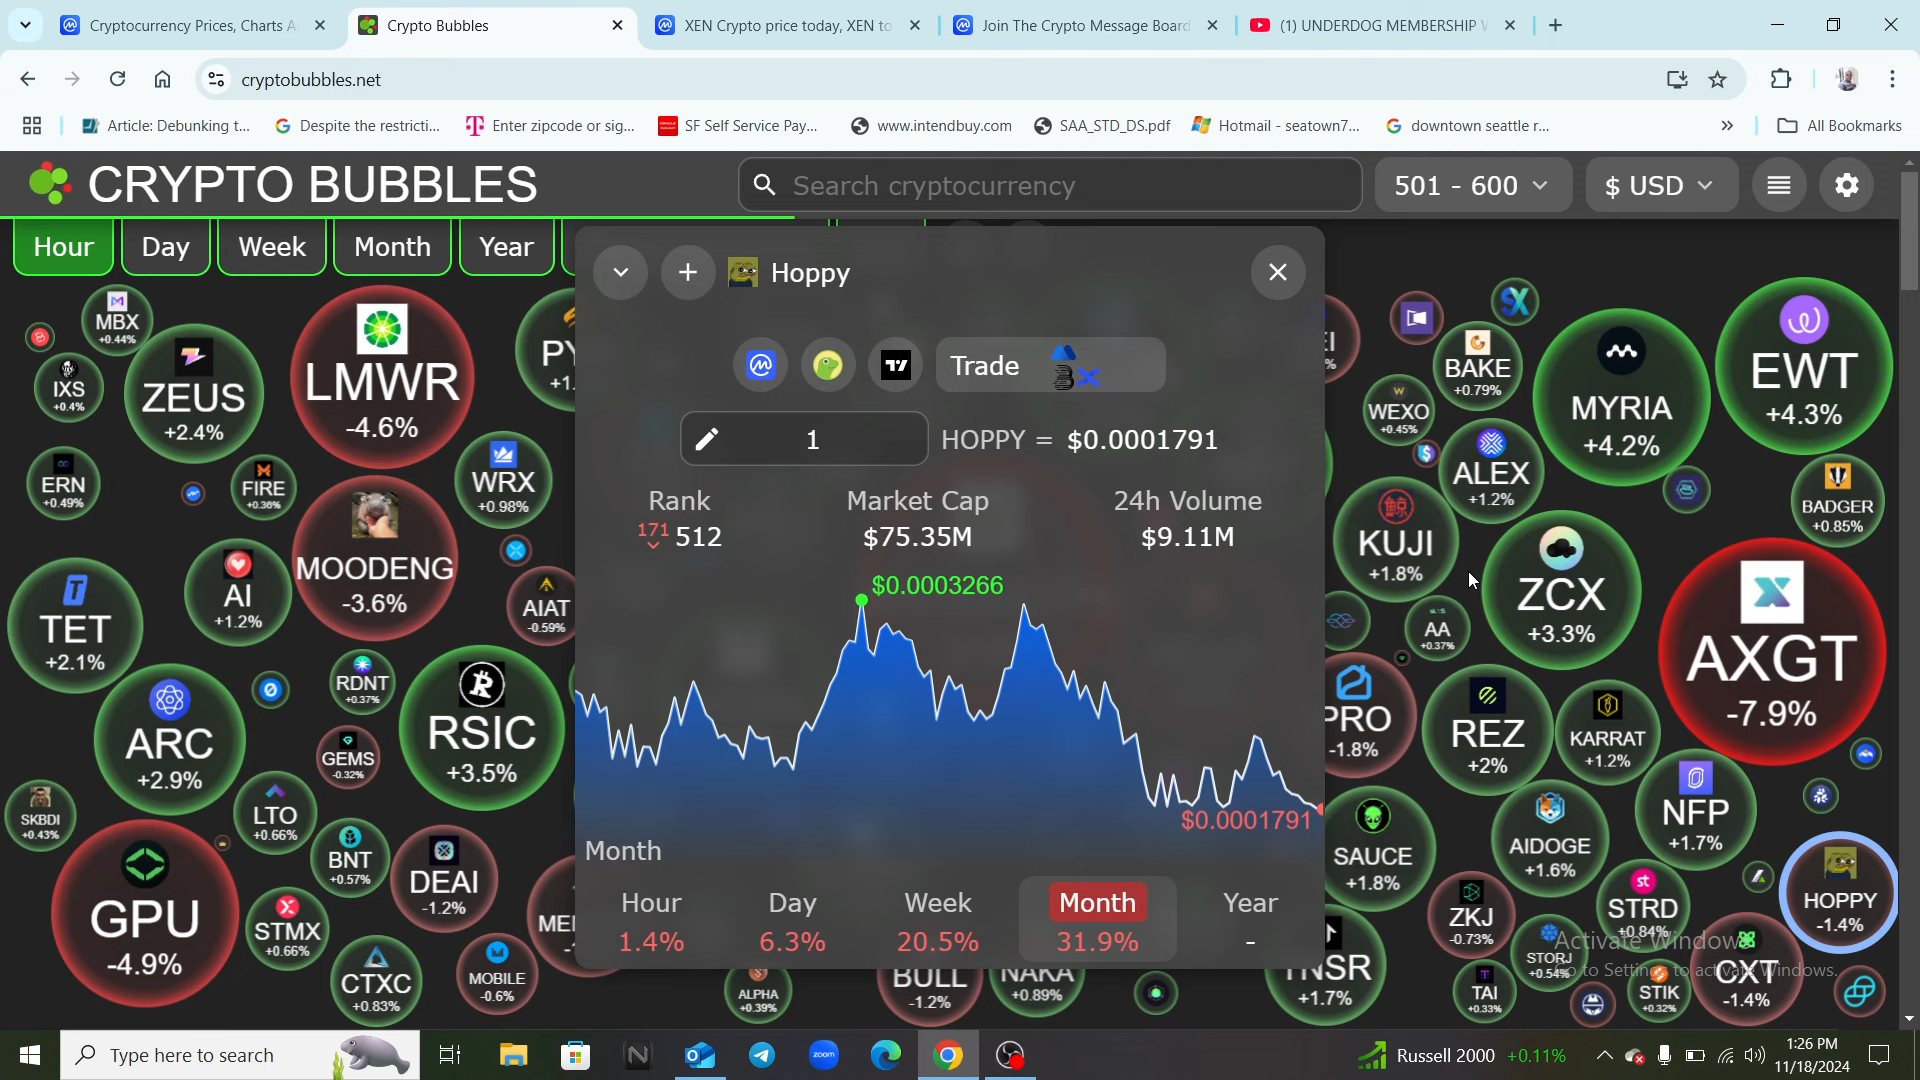 Cryptocurrency Prices, Charts A
Crypto Bubbles
XEN Crypto price today, XEN to
Join The Crypto Message Board
(1) UNDERDOG MEMBERSHIP
cryptobubbles.net
Article: Debunking t...
Despite the restricti...
Enter zipcode or sig...
SF Self Service Pay...
www.intendbuy.com
SAA_STD_DS.pdf
Hotmail - seatown7...
downtown seattle r...
All Bookmarks
CRYPTO BUBBLES
Search cryptocurrency
501 - 600
$ USD
Hour
Day
Week
Month
Year
Hoppy
Trade
1
HOPPY = $0.0001791
Rank
Market Cap
24h Volume
171 512
$75.35M
$9.11M
$0.0003266
$0.0001791
Month
Hour
Day
Week
Month
Year
1.4%
6.3%
20.5%
31.9%
-
MBX
+0.44%
IXS
+0.4%
ZEUS
+2.4%
LMWR
-4.6%
PY
+1.
ERN
+0.49%
FIRE
+0.36%
WRX
+0.98%
MOODENG
-3.6%
TET
+2.1%
AI
+1.2%
AIAT
-0.59%
ARC
+2.9%
RDNT
+0.37%
RSIC
+3.5%
GEMS
-0.32%
SKBDI
+0.43%
LTO
+0.66%
BNT
+0.57%
DEAI
-1.2%
GPU
-4.9%
STMX
+0.66%
CTXC
+0.83%
MOBILE
-0.6%
ALPHA
+0.39%
BULL
-1.2%
NAKA
+0.89%
TNSR
+1.7%
BAKE
+0.79%
WEXO
+0.45%
ALEX
+1.2%
MYRIA
+4.2%
EWT
+4.3%
BADGER
+0.85%
KUJI
+1.8%
AA
+0.37%
ZCX
+3.3%
AXGT
-7.9%
PRO
-1.8%
REZ
+2%
KARRAT
+1.2%
NFP
+1.7%
SAUCE
+1.8%
AIDOGE
+1.6%
HOPPY
-1.4%
ZKJ
-0.73%
STRD
+0.84%
STORJ
+0.54%
TAI
+0.33%
STIK
+0.32%
CXT
-1.4%
Activate Windows
Go to Settings to activate Windows.
Type here to search
zoom
Russell 2000 +0.11%
1:26 PM
11/18/2024